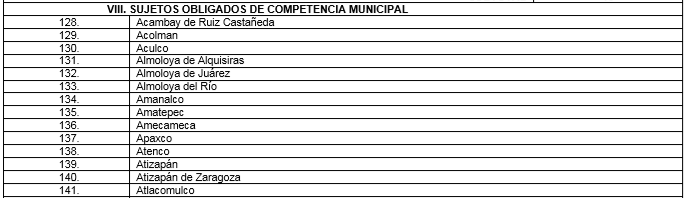 VIII. SUJETOS OBLIGADOS DE COMPETENCIA MUNICIPAL
128. Acambay de Ruiz Castañeda
129. Acolman
130. Aculco
131. Almoloya de Alquisiras
132. Almoloya de Juárez
133. Almoloya del Río
134. Amanalco
135. Amatepec
136. Amecameca
137. Apaxco
138. Atenco
139. Atizapán
140. Atizapán de Zaragoza
141. Atlacomulco